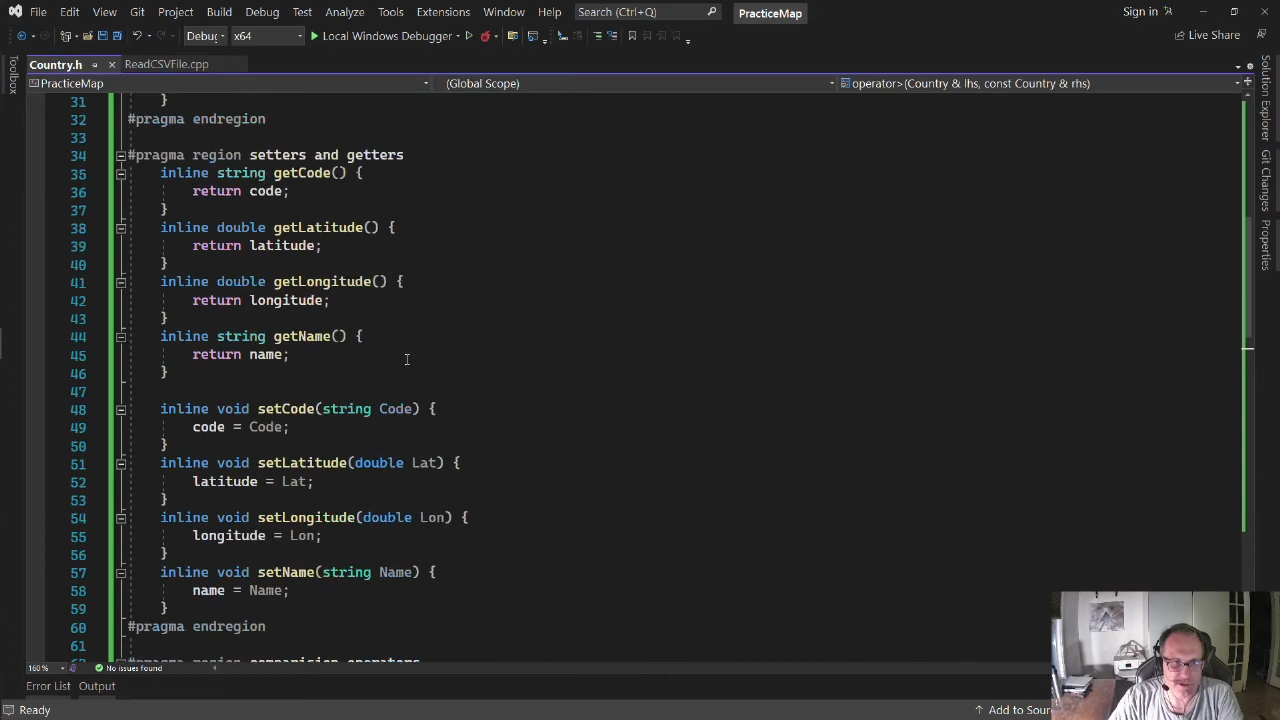 File Edit View Git Project Build Debug Test Analyze Tools Extensions Window Help Search (Ctrl+Q) PracticeMap Sign in
Debug x64 Local Windows Debugger Live Share
Country.h ReadCSVFile.cpp
PracticeMap (Global Scope) operator>(Country & lhs, const Country & rhs)
Toolbox
Solution Explorer
Git Changes
Properties
31 }
32 #pragma endregion
33
34 #pragma region setters and getters
35 inline string getCode() {
36 return code;
37 }
38 inline double getLatitude() {
39 return latitude;
40 }
41 inline double getLongitude() {
42 return longitude;
43 }
44 inline string getName() {
45 return name;
46 }
47
48 inline void setCode(string Code) {
49 code = Code;
50 }
51 inline void setLatitude(double Lat) {
52 latitude = Lat;
53 }
54 inline void setLongitude(double Lon) {
55 longitude = Lon;
56 }
57 inline void setName(string Name) {
58 name = Name;
59 }
60 #pragma endregion
61
62 #pragma region comparision operators
160 % No issues found
Error List Output
Ready Add to Sour